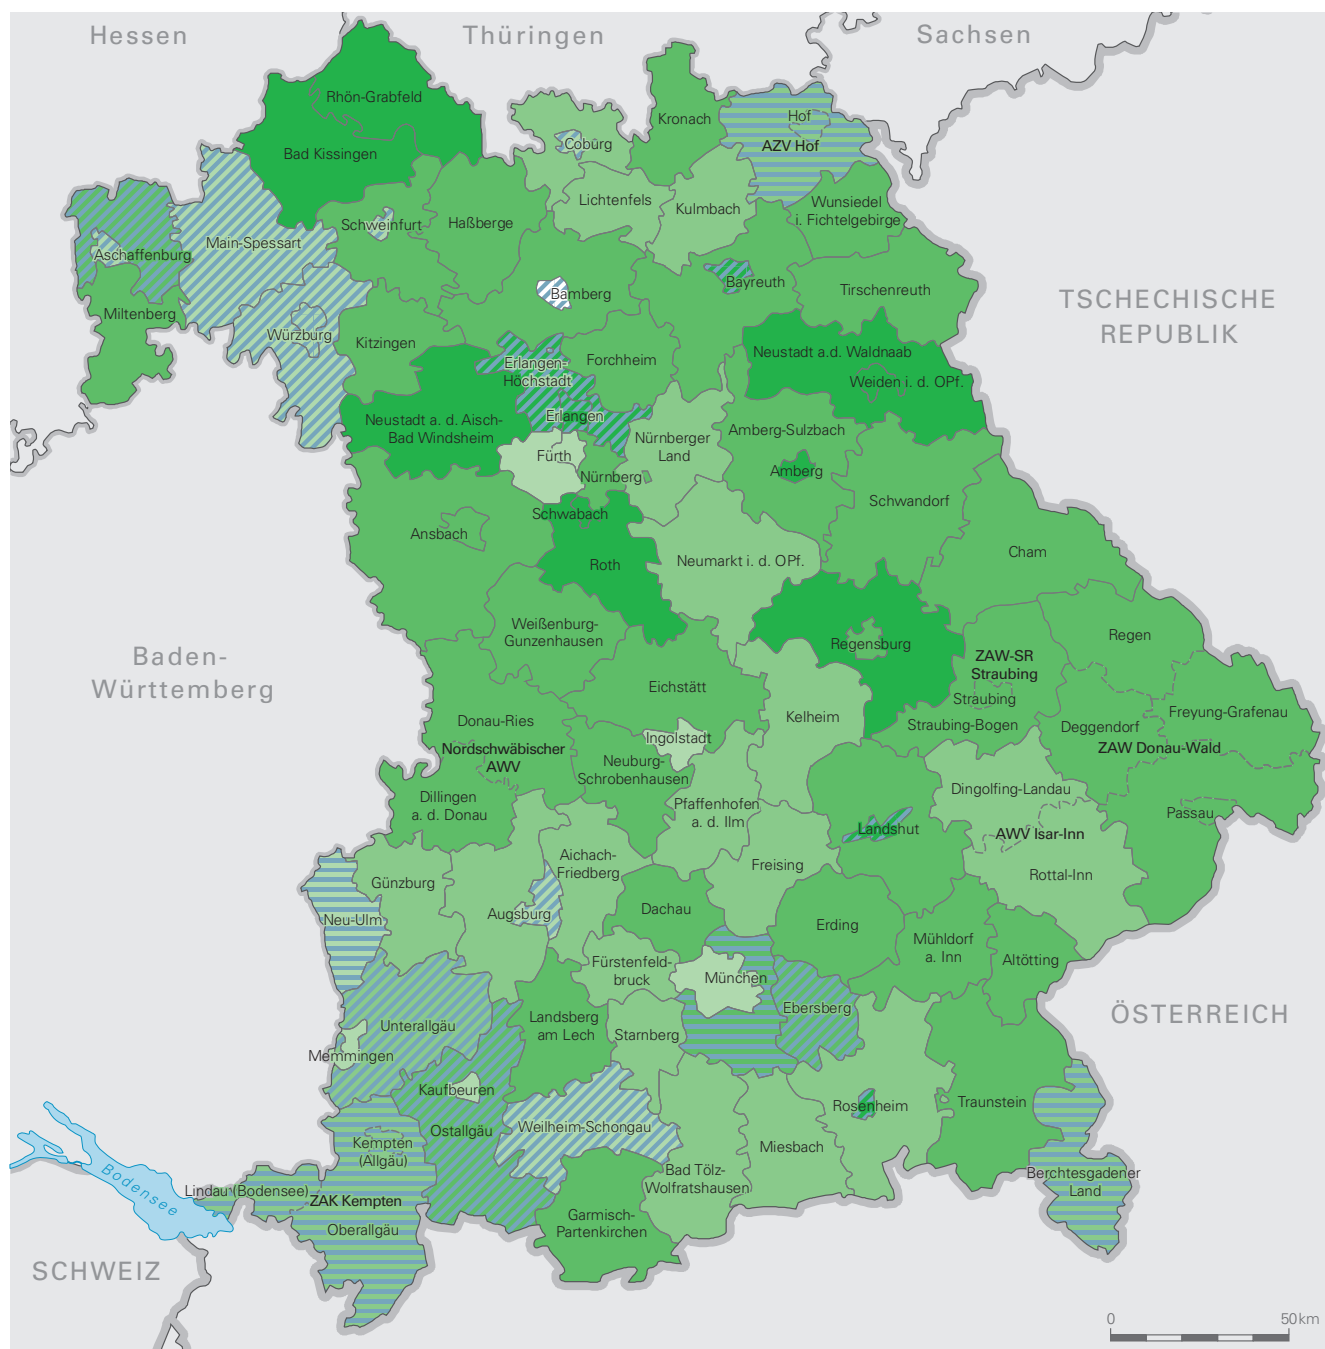 Hessen
Thüringen
Sachsen
Rhön-Grabfeld
Kronach
Hof
AZV Hof
Coburg
Bad Kissingen
Lichtenfels
Kulmbach
Wunsiedel
i. Fichtelgebirge
Schweinfurt
Haßberge
Main-Spessart
Aschaffenburg
Bayreuth
Tirschenreuth
Bamberg
TSCHECHISCHE
REPUBLIK
Miltenberg
Würzburg
Kitzingen
Erlangen-
Höchstadt
Forchheim
Neustadt a.d. Waldnaab
Weiden i. d. OPf.
Erlangen
Neustadt a. d. Aisch-
Bad Windsheim
Nürnberger
Land
Amberg-Sulzbach
Fürth
Nürnberg
Amberg
Schwandorf
Schwabach
Ansbach
Roth
Neumarkt i. d. OPf.
Cham
Weißenburg-
Gunzenhausen
Regensburg
Regen
Baden-
Württemberg
ZAW-SR
Straubing
Straubing
Eichstätt
Kelheim
Straubing-Bogen
Deggendorf
Freyung-Grafenau
ZAW Donau-Wald
Donau-Ries
Nordschwäbischer
AWV
Ingolstadt
Neuburg-
Schrobenhausen
Dillingen
a. d. Donau
Pfaffenhofen
a. d. Ilm
Dingolfing-Landau
Passau
Landshut
AWV Isar-Inn
Aichach-
Friedberg
Freising
Rottal-Inn
Günzburg
Neu-Ulm
Augsburg
Dachau
Erding
Mühldorf
a. Inn
Altötting
Fürstenfeld-
bruck
München
Ebersberg
ÖSTERREICH
Unterallgäu
Landsberg
am Lech
Starnberg
Memmingen
Kaufbeuren
Rosenheim
Traunstein
Ostallgäu
Weilheim-Schongau
Kempten
(Allgäu)
Miesbach
Bad Tölz-
Wolfratshausen
Berchtesgadener
Land
Bodensee
Lindau (Bodensee)
ZAK Kempten
Oberallgäu
Garmisch-
Partenkirchen
SCHWEIZ
0
50 km